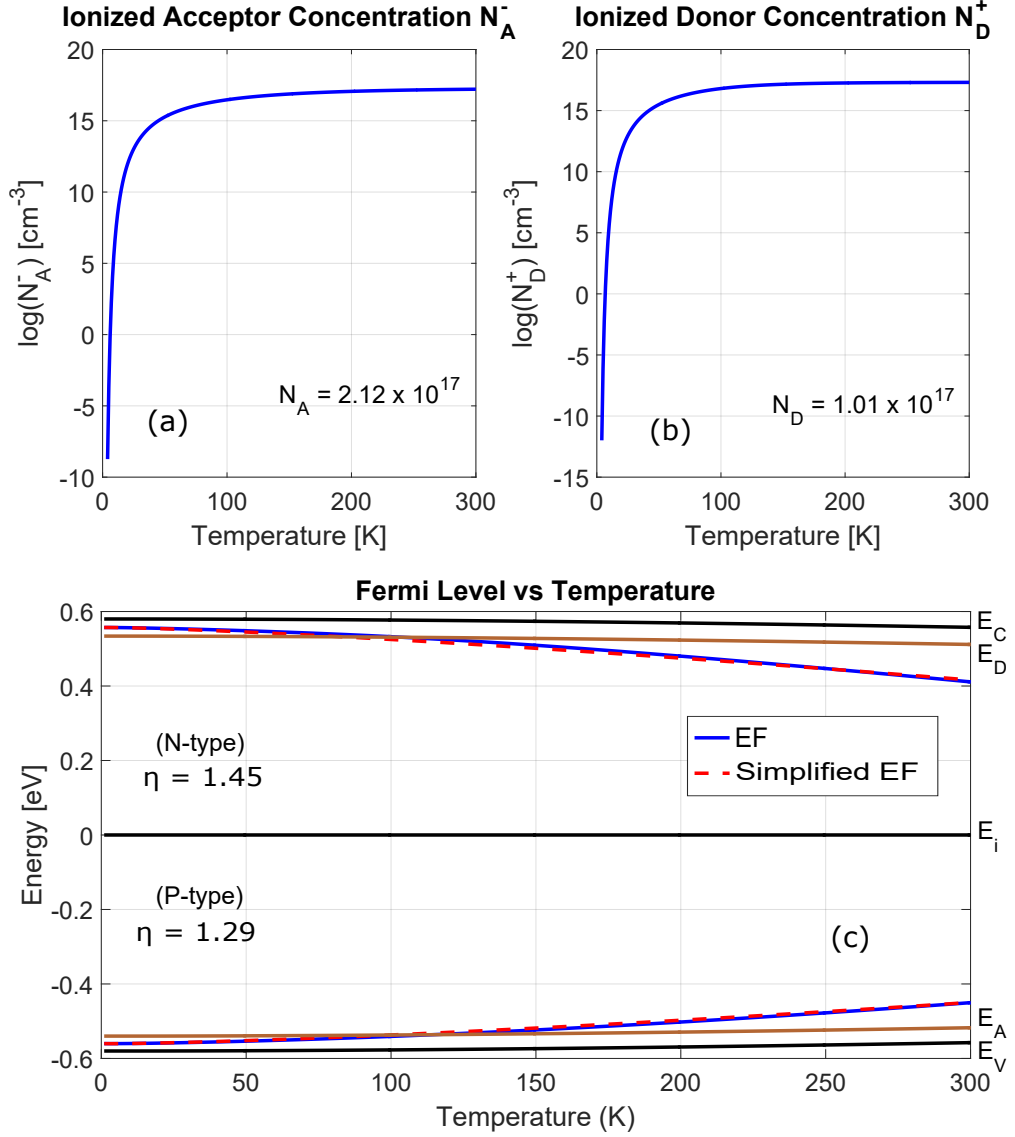 Ionized Acceptor Concentration N_A^-
20
15
10
5
0
-5
-10
log(N_A^-) [cm^-3]
N_A = 2.12 x 10^17
(a)
0
100
200
300
Temperature [K]
Ionized Donor Concentration N_D^+
20
15
10
5
0
-5
-10
-15
log(N_D^+) [cm^-3]
N_D = 1.01 x 10^17
(b)
0
100
200
300
Temperature [K]
Fermi Level vs Temperature
0.6
0.4
0.2
0
-0.2
-0.4
-0.6
Energy [eV]
E_C
E_D
(N-type)
η = 1.45
EF
Simplified EF
E_i
(P-type)
η = 1.29
(c)
E_A
E_V
0
50
100
150
200
250
300
Temperature (K)